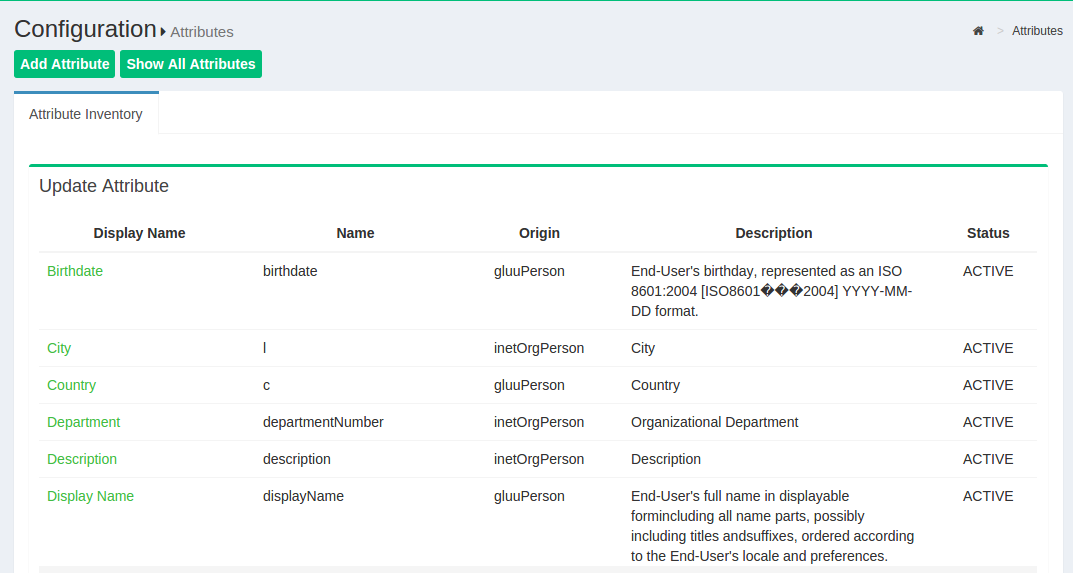 Configuration Attributes
> Attributes
Add Attribute Show All Attributes
Attribute Inventory
Update Attribute
Display Name Name Origin Description Status
Birthdate birthdate gluuPerson End-User's birthday, represented as an ISO ACTIVE
8601:2004 [ISO8601���2004] YYYY-MM-
DD format.
City l inetOrgPerson City ACTIVE
Country c gluuPerson Country ACTIVE
Department departmentNumber inetOrgPerson Organizational Department ACTIVE
Description description inetOrgPerson Description ACTIVE
Display Name displayName gluuPerson End-User's full name in displayable ACTIVE
formincluding all name parts, possibly
including titles andsuffixes, ordered according
to the End-User's locale and preferences.